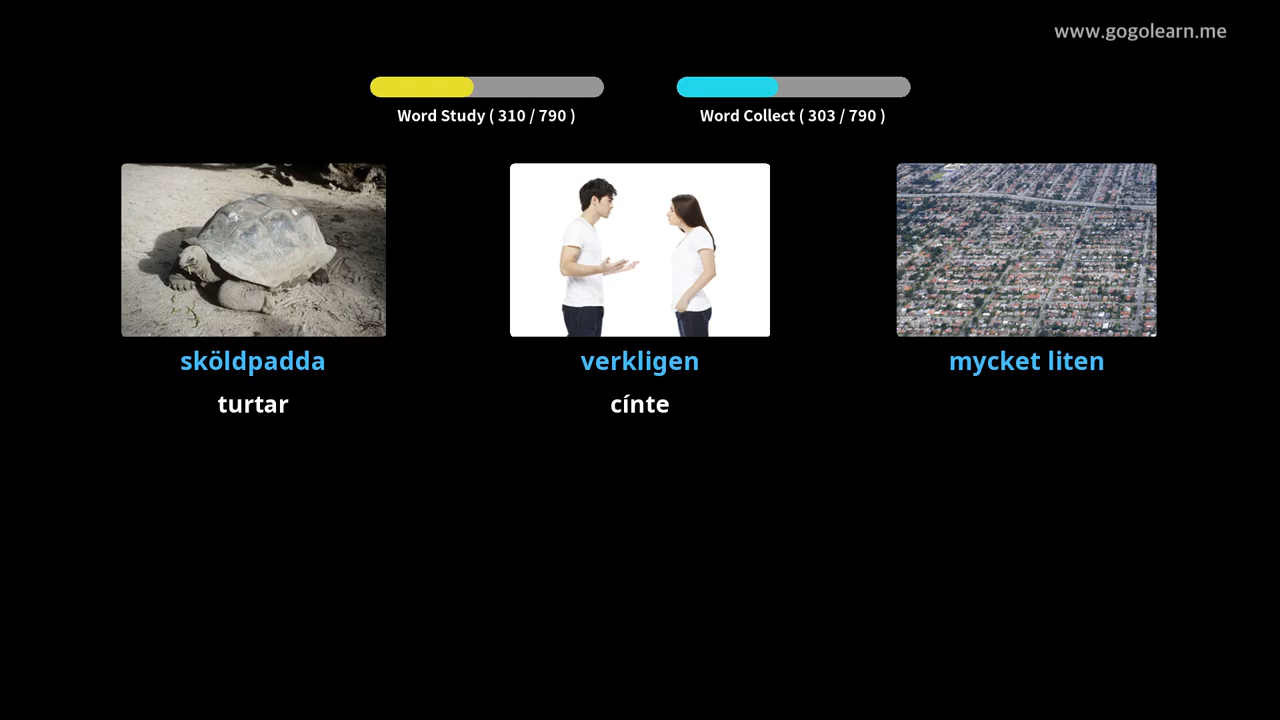 www.gogolearn.me
Word Study ( 310 / 790 )
Word Collect ( 303 / 790 )
sköldpadda
verkligen
mycket liten
turtar
cínte